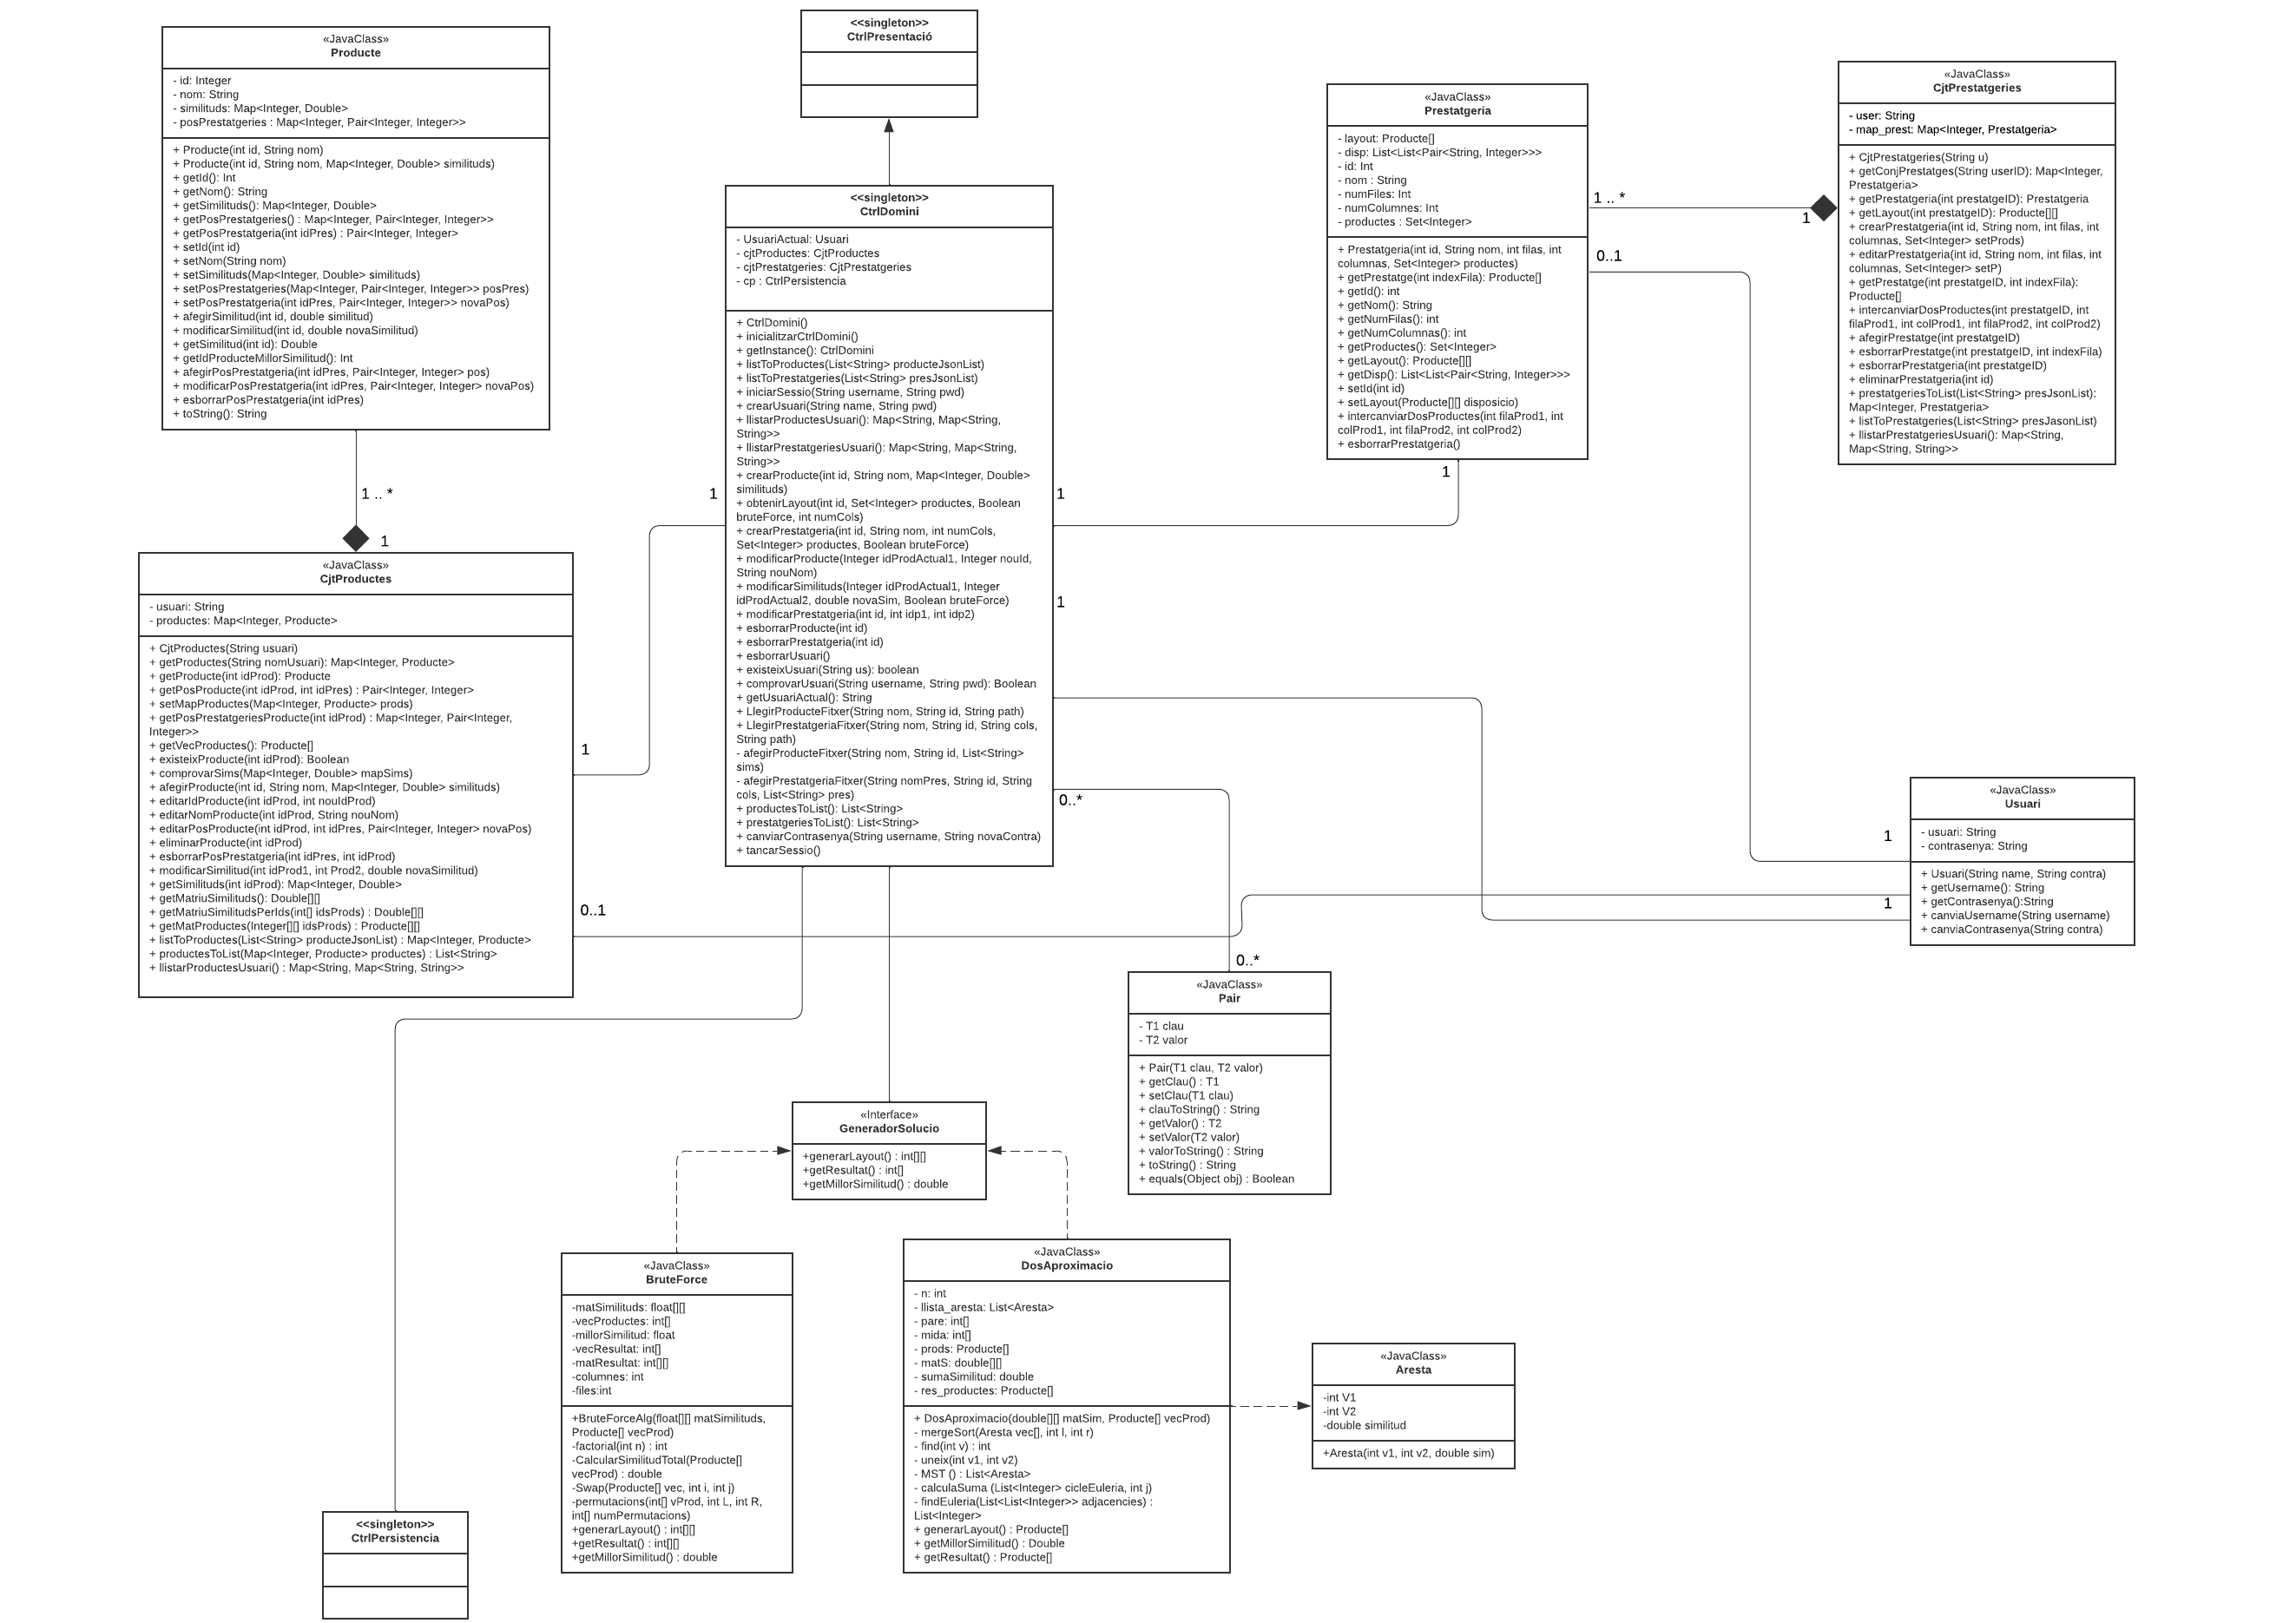 «JavaClass»
Producte
- id: Integer
- nom: String
- similituds: Map<Integer, Double>
- posPrestatgeries : Map<Integer, Pair<Integer, Integer>>
+ Producte(int id, String nom)
+ Producte(int id, String nom, Map<Integer, Double> similituds)
+ getId(): Int
+ getNom(): String
+ getSimilituds(): Map<Integer, Double>
+ getPosPrestatgeries() : Map<Integer, Pair<Integer, Integer>>
+ getPosPrestatgeria(int idPres) : Pair<Integer, Integer>
+ setId(int id)
+ setNom(String nom)
+ setSimilituds(Map<Integer, Double> similituds)
+ setPosPrestatgeries(Map<Integer, Pair<Integer, Integer>> posPres)
+ setPosPrestatgeria(int idPres, Pair<Integer, Integer>> novaPos)
+ afegirSimilitud(int id, double similitud)
+ modificarSimilitud(int id, double novaSimilitud)
+ getSimilitud(int id): Double
+ getIdProducteMillorSimilitud(): Int
+ afegirPosPrestatgeria(int idPres, Pair<Integer, Integer> pos)
+ modificarPosPrestatgeria(int idPres, Pair<Integer, Integer> novaPos)
+ esborrarPosPrestatgeria(int idPres)
+ toString(): String
1 .. *
1
«JavaClass»
CjtProductes
- usuari: String
- productes: Map<Integer, Producte>
+ CjtProductes(String usuari)
+ getProductes(String nomUsuari): Map<Integer, Producte>
+ getProducte(int idProd): Producte
+ getPosProducte(int idProd, int idPres) : Pair<Integer, Integer>
+ setMapProductes(Map<Integer, Producte> prods)
+ getPosPrestatgeriesProducte(int idProd) : Map<Integer, Pair<Integer,
Integer>>
+ getVecProductes(): Producte[]
+ existeixProducte(int idProd): Boolean
+ comprovarSims(Map<Integer, Double> mapSims)
+ afegirProducte(int id, String nom, Map<Integer, Double> similituds)
+ editarIdProducte(int idProd, int nouIdProd)
+ editarNomProducte(int idProd, String nouNom)
+ editarPosProducte(int idProd, int idPres, Pair<Integer, Integer> novaPos)
+ eliminarProducte(int idProd)
+ esborrarPosPrestatgeria(int idPres, int idProd)
+ modificarSimilitud(int idProd1, int Prod2, double novaSimilitud)
+ getSimilituds(int idProd): Map<Integer, Double>
+ getMatriuSimilituds(): Double[][]
+ getMatriuSimilitudsPerIds(int[] idsProds) : Double[][]
+ getMatProductes(Integer[][] idsProds) : Producte[][]
+ listToProductes(List<String> producteJsonList) : Map<Integer, Producte>
+ productesToList(Map<Integer, Producte> productes) : List<String>
+ llistarProductesUsuari() : Map<String, Map<String, String>>
1
0..1
<<singleton>>
CtrlPresentació
<<singleton>>
CtrlDomini
- UsuariActual: Usuari
- cjtProductes: CjtProductes
- cjtPrestatgeries: CjtPrestatgeries
- cp : CtrlPersistencia
+ CtrlDomini()
+ inicialitzarCtrlDomini()
+ getInstance(): CtrlDomini
+ listToProductes(List<String> producteJsonList)
+ listToPrestatgeries(List<String> presJsonList)
+ iniciarSessio(String username, String pwd)
+ crearUsuari(String name, String pwd)
+ llistarProductesUsuari(): Map<String, Map<String,
String>>
+ llistarPrestatgeriesUsuari(): Map<String, Map<String,
String>>
+ crearProducte(int id, String nom, Map<Integer, Double>
similituds)
+ obtenirLayout(int id, Set<Integer> productes, Boolean
bruteForce, int numCols)
+ crearPrestatgeria(int id, String nom, int numCols,
Set<Integer> productes, Boolean bruteForce)
+ modificarProducte(Integer idProdActual1, Integer nouId,
String nouNom)
+ modificarSimilituds(Integer idProdActual1, Integer
idProdActual2, double novaSim, Boolean bruteForce)
+ modificarPrestatgeria(int id, int idp1, int idp2)
+ esborrarProducte(int id)
+ esborrarPrestatgeria(int id)
+ esborrarUsuari()
+ existeixUsuari(String us): boolean
+ comprovarUsuari(String username, String pwd): Boolean
+ getUsuariActual(): String
+ LlegirProducteFitxer(String nom, String id, String path)
+ LlegirPrestatgeriaFitxer(String nom, String id, String cols,
String path)
- afegirProducteFitxer(String nom, String id, List<String>
sims)
- afegirPrestatgeriaFitxer(String nomPres, String id, String
cols, List<String> pres)
+ productesToList(): List<String>
+ prestatgeriesToList(): List<String>
+ canviarContrasenya(String username, String novaContra)
+ tancarSessio()
1
1
1
0..*
«JavaClass»
Prestatgeria
- layout: Producte[]
- disp: List<List<Pair<String, Integer>>>
- id: Int
- nom : String
- numFiles: Int
- numColumnes: Int
- productes : Set<Integer>
+ Prestatgeria(int id, String nom, int filas, int
columnas, Set<Integer> productes)
+ getPrestatge(int indexFila): Producte[]
+ getId(): int
+ getNom(): String
+ getNumFilas(): int
+ getNumColumnas(): int
+ getProductes(): Set<Integer>
+ getLayout(): Producte[][]
+ getDisp(): List<List<Pair<String, Integer>>>
+ setId(int id)
+ setLayout(Producte[][] disposicio)
+ intercanviarDosProductes(int filaProd1, int
colProd1, int filaProd2, int colProd2)
+ esborrarPrestatgeria()
1
1 .. *
1
0..1
«JavaClass»
CjtPrestatgeries
- user: String
- map_prest: Map<Integer, Prestatgeria>
+ CjtPrestatgeries(String u)
+ getConjPrestatges(String userID): Map<Integer,
Prestatgeria>
+ getPrestatgeria(int prestatgeID): Prestatgeria
+ getLayout(int prestatgeID): Producte[][]
+ crearPrestatgeria(int id, String nom, int filas, int
columnas, Set<Integer> setProds)
+ editarPrestatgeria(int id, String nom, int filas, int
columnas, Set<Integer> setP)
+ getPrestatge(int prestatgeID, int indexFila):
Producte[]
+ intercanviarDosProductes(int prestatgeID, int
filaProd1, int colProd1, int filaProd2, int colProd2)
+ afegirPrestatge(int prestatgeID)
+ esborrarPrestatge(int prestatgeID, int indexFila)
+ esborrarPrestatgeria(int prestatgeID)
+ eliminarPrestatgeria(int id)
+ prestatgeriesToList(List<String> presJsonList):
Map<Integer, Prestatgeria>
+ listToPrestatgeries(List<String> presJasonList)
+ llistarPrestatgeriesUsuari(): Map<String,
Map<String, String>>
1
1
«JavaClass»
Usuari
- usuari: String
- contrasenya: String
+ Usuari(String name, String contra)
+ getUsername(): String
+ getContrasenya():String
+ canviaUsername(String username)
+ canviaContrasenya(String contra)
0..*
«JavaClass»
Pair
- T1 clau
- T2 valor
+ Pair(T1 clau, T2 valor)
+ getClau() : T1
+ setClau(T1 clau)
+ clauToString() : String
+ getValor() : T2
+ setValor(T2 valor)
+ valorToString() : String
+ toString() : String
+ equals(Object obj) : Boolean
«Interface»
GeneradorSolucio
+generarLayout() : int[][]
+getResultat() : int[]
+getMillorSimilitud() : double
«JavaClass»
BruteForce
-matSimilituds: float[][]
-vecProductes: int[]
-millorSimilitud: float
-vecResultat: int[]
-matResultat: int[][]
-columnes: int
-files:int
+BruteForceAlg(float[][] matSimilituds,
Producte[] vecProd)
-factorial(int n) : int
-CalcularSimilitudTotal(Producte[]
vecProd) : double
-Swap(Producte[] vec, int i, int j)
-permutacions(int[] vProd, int L, int R,
int[] numPermutacions)
+generarLayout() : int[][]
+getResultat() : int[][]
+getMillorSimilitud() : double
«JavaClass»
DosAproximacio
- n: int
- llista_aresta: List<Aresta>
- pare: int[]
- mida: int[]
- prods: Producte[]
- matS: double[][]
- sumaSimilitud: double
- res_productes: Producte[]
+ DosAproximacio(double[][] matSim, Producte[] vecProd)
- mergeSort(Aresta vec[], int l, int r)
- find(int v) : int
- uneix(int v1, int v2)
- MST () : List<Aresta>
- calculaSuma (List<Integer> cicleEuleria, int j)
- findEuleria(List<List<Integer>> adjacencies) :
List<Integer>
+ generarLayout() : Producte[]
+ getMillorSimilitud() : Double
+ getResultat() : Producte[]
«JavaClass»
Aresta
-int V1
-int V2
-double similitud
+Aresta(int v1, int v2, double sim)
<<singleton>>
CtrlPersistencia